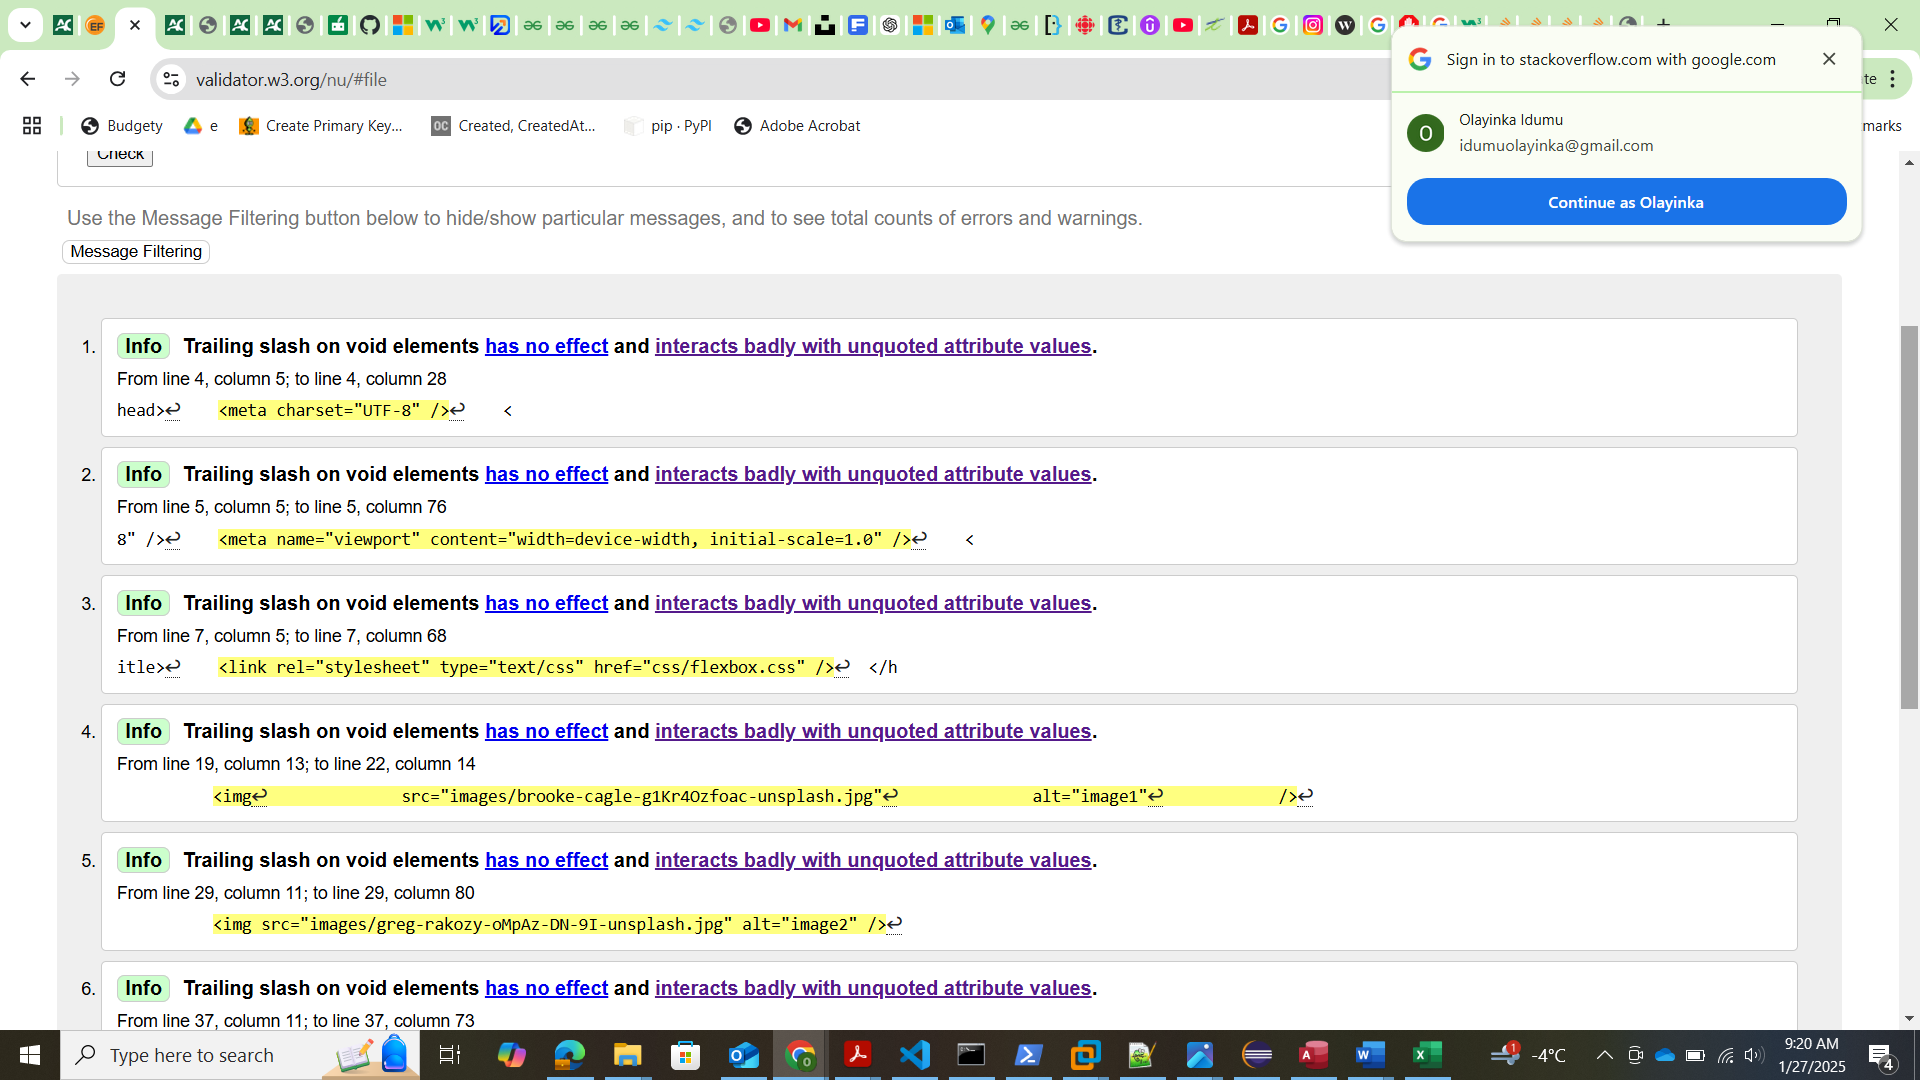 validator.w3.org/nu/#file
Sign in to stackoverflow.com with google.com
Olayinka Idumu
idumuolayinka@gmail.com
Continue as Olayinka
Budgety
e
Create Primary Key...
OC
Created, CreatedAt...
pip · PyPI
Adobe Acrobat
Check
Use the Message Filtering button below to hide/show particular messages, and to see total counts of errors and warnings.
Message Filtering
1. Info Trailing slash on void elements has no effect and interacts badly with unquoted attribute values.
From line 4, column 5; to line 4, column 28
head>↩ <meta charset="UTF-8" />↩ <
2. Info Trailing slash on void elements has no effect and interacts badly with unquoted attribute values.
From line 5, column 5; to line 5, column 76
8" />↩ <meta name="viewport" content="width=device-width, initial-scale=1.0" />↩ <
3. Info Trailing slash on void elements has no effect and interacts badly with unquoted attribute values.
From line 7, column 5; to line 7, column 68
itle>↩ <link rel="stylesheet" type="text/css" href="css/flexbox.css" />↩ </h
4. Info Trailing slash on void elements has no effect and interacts badly with unquoted attribute values.
From line 19, column 13; to line 22, column 14
<img↩ src="images/brooke-cagle-g1Kr4Ozfoac-unsplash.jpg"↩ alt="image1"↩ />↩
5. Info Trailing slash on void elements has no effect and interacts badly with unquoted attribute values.
From line 29, column 11; to line 29, column 80
<img src="images/greg-rakozy-oMpAz-DN-9I-unsplash.jpg" alt="image2" />↩
6. Info Trailing slash on void elements has no effect and interacts badly with unquoted attribute values.
From line 37, column 11; to line 37, column 73
Type here to search
-4°C
9:20 AM
1/27/2025
4